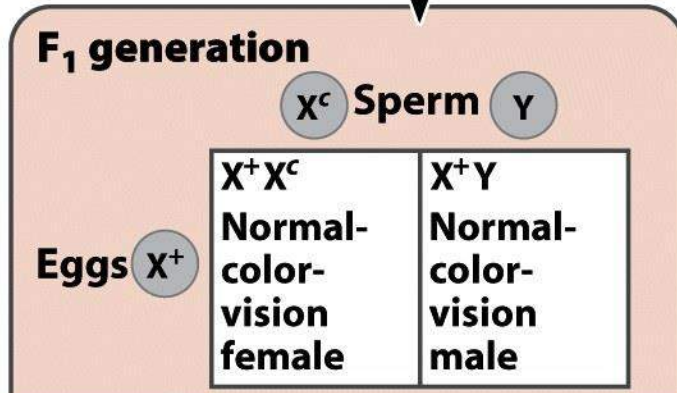 F₁ generation
Xᶜ Sperm Y
X⁺Xᶜ X⁺Y
Normal- Normal-
Eggs X⁺ color- color-
vision vision
female male